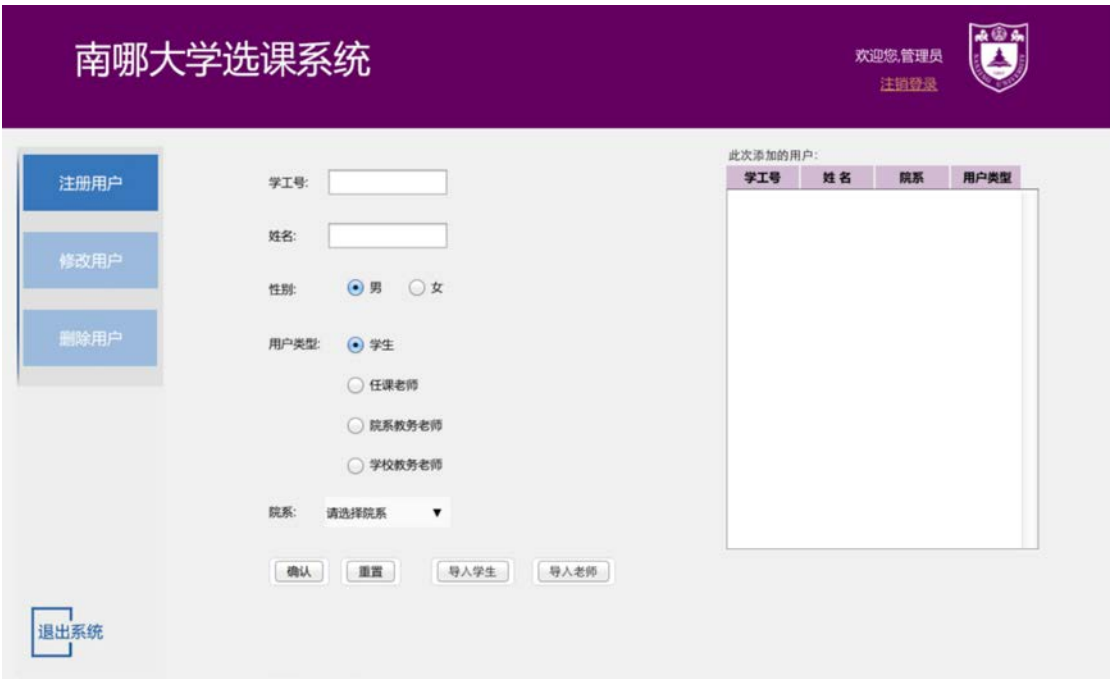 南哪大学选课系统
欢迎您,管理员
注销登录
注册用户
修改用户
删除用户
退出系统
学工号:
姓名:
性别: 男 女
用户类型: 学生
任课老师
院系教务老师
学校教务老师
院系: 请选择院系 ▼
确认 重置 导入学生 导入老师
此次添加的用户:
学工号 姓 名 院系 用户类型